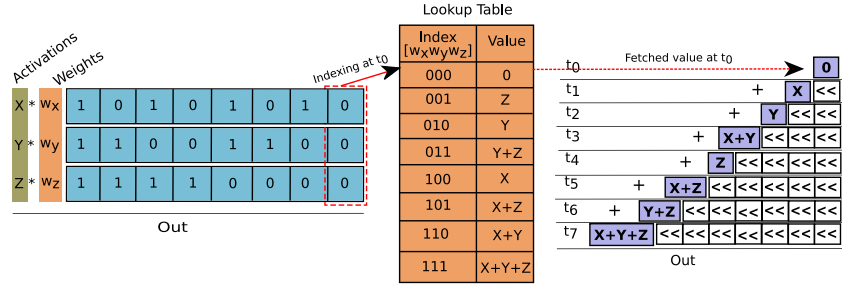 Activations
Weights
X * wx 1 0 1 0 1 0 1 0
Y * wy 1 1 0 0 1 1 0 0
Z * wz 1 1 1 1 0 0 0 0
Out
Indexing at t0
Lookup Table
Index [wxwywz] Value
000 0
001 Z
010 Y
011 Y+Z
100 X
101 X+Z
110 X+Y
111 X+Y+Z
Fetched value at t0
t0 0
t1 + X <<
t2 + Y << <<
t3 + X+Y << << << <<
t4 + Z << << << << <<
t5 + X+Z << << << << << <<
t6 + Y+Z << << << << << <<
t7 X+Y+Z << << << << << << <<
Out